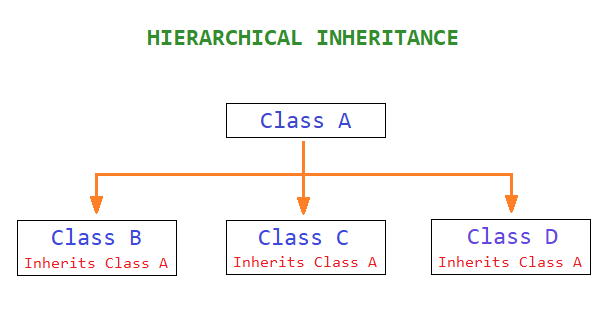 HIERARCHICAL INHERITANCE
Class A
Class B
Inherits Class A
Class C
Inherits Class A
Class D
Inherits Class A